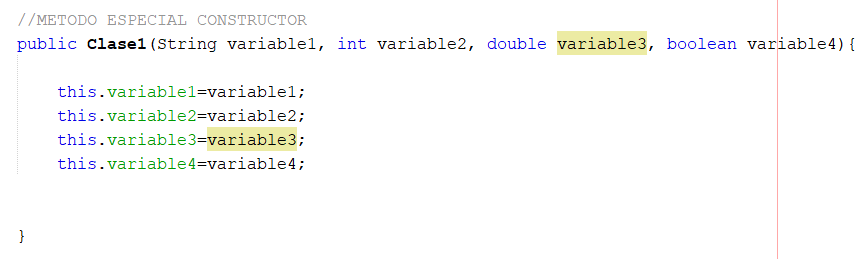 //METODO ESPECIAL CONSTRUCTOR
public Clase1(String variable1, int variable2, double variable3, boolean variable4){
this.variable1=variable1;
this.variable2=variable2;
this.variable3=variable3;
this.variable4=variable4;
}